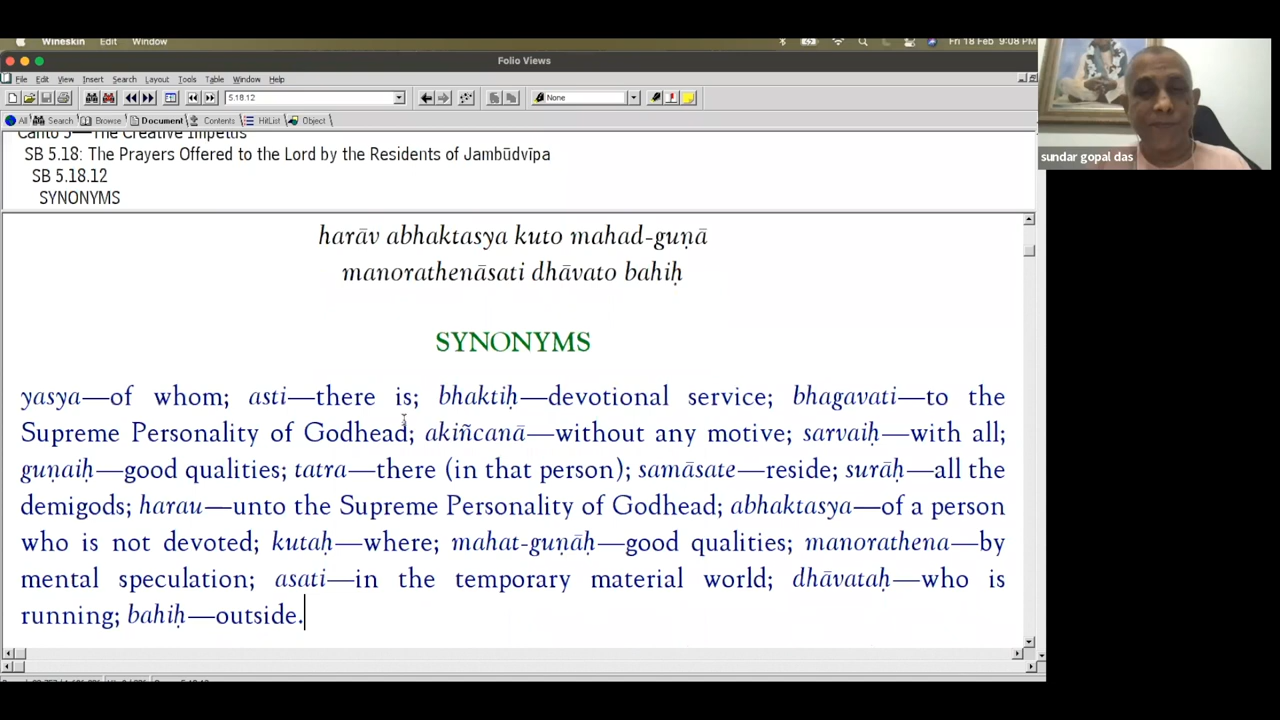 Wineskin Edit Window
Fri 18 Feb 9:08 PM
Folio Views
File Edit View Insert Search Layout Tools Table Window Help
5.18.12
None
All Search Browse Document Contents HitList Object
Canto 5—The Creative Impetus
SB 5.18: The Prayers Offered to the Lord by the Residents of Jambūdvīpa
SB 5.18.12
SYNONYMS
harāv abhaktasya kuto mahad-guṇā
manorathenāsati dhāvato bahiḥ
SYNONYMS
yasya—of whom; asti—there is; bhaktiḥ—devotional service; bhagavati—to the
Supreme Personality of Godhead; akiñcanā—without any motive; sarvaiḥ—with all;
guṇaiḥ—good qualities; tatra—there (in that person); samāsate—reside; surāḥ—all the
demigods; harau—unto the Supreme Personality of Godhead; abhaktasya—of a person
who is not devoted; kutaḥ—where; mahat-guṇāḥ—good qualities; manorathena—by
mental speculation; asati—in the temporary material world; dhāvataḥ—who is
running; bahiḥ—outside.
sundar gopal das